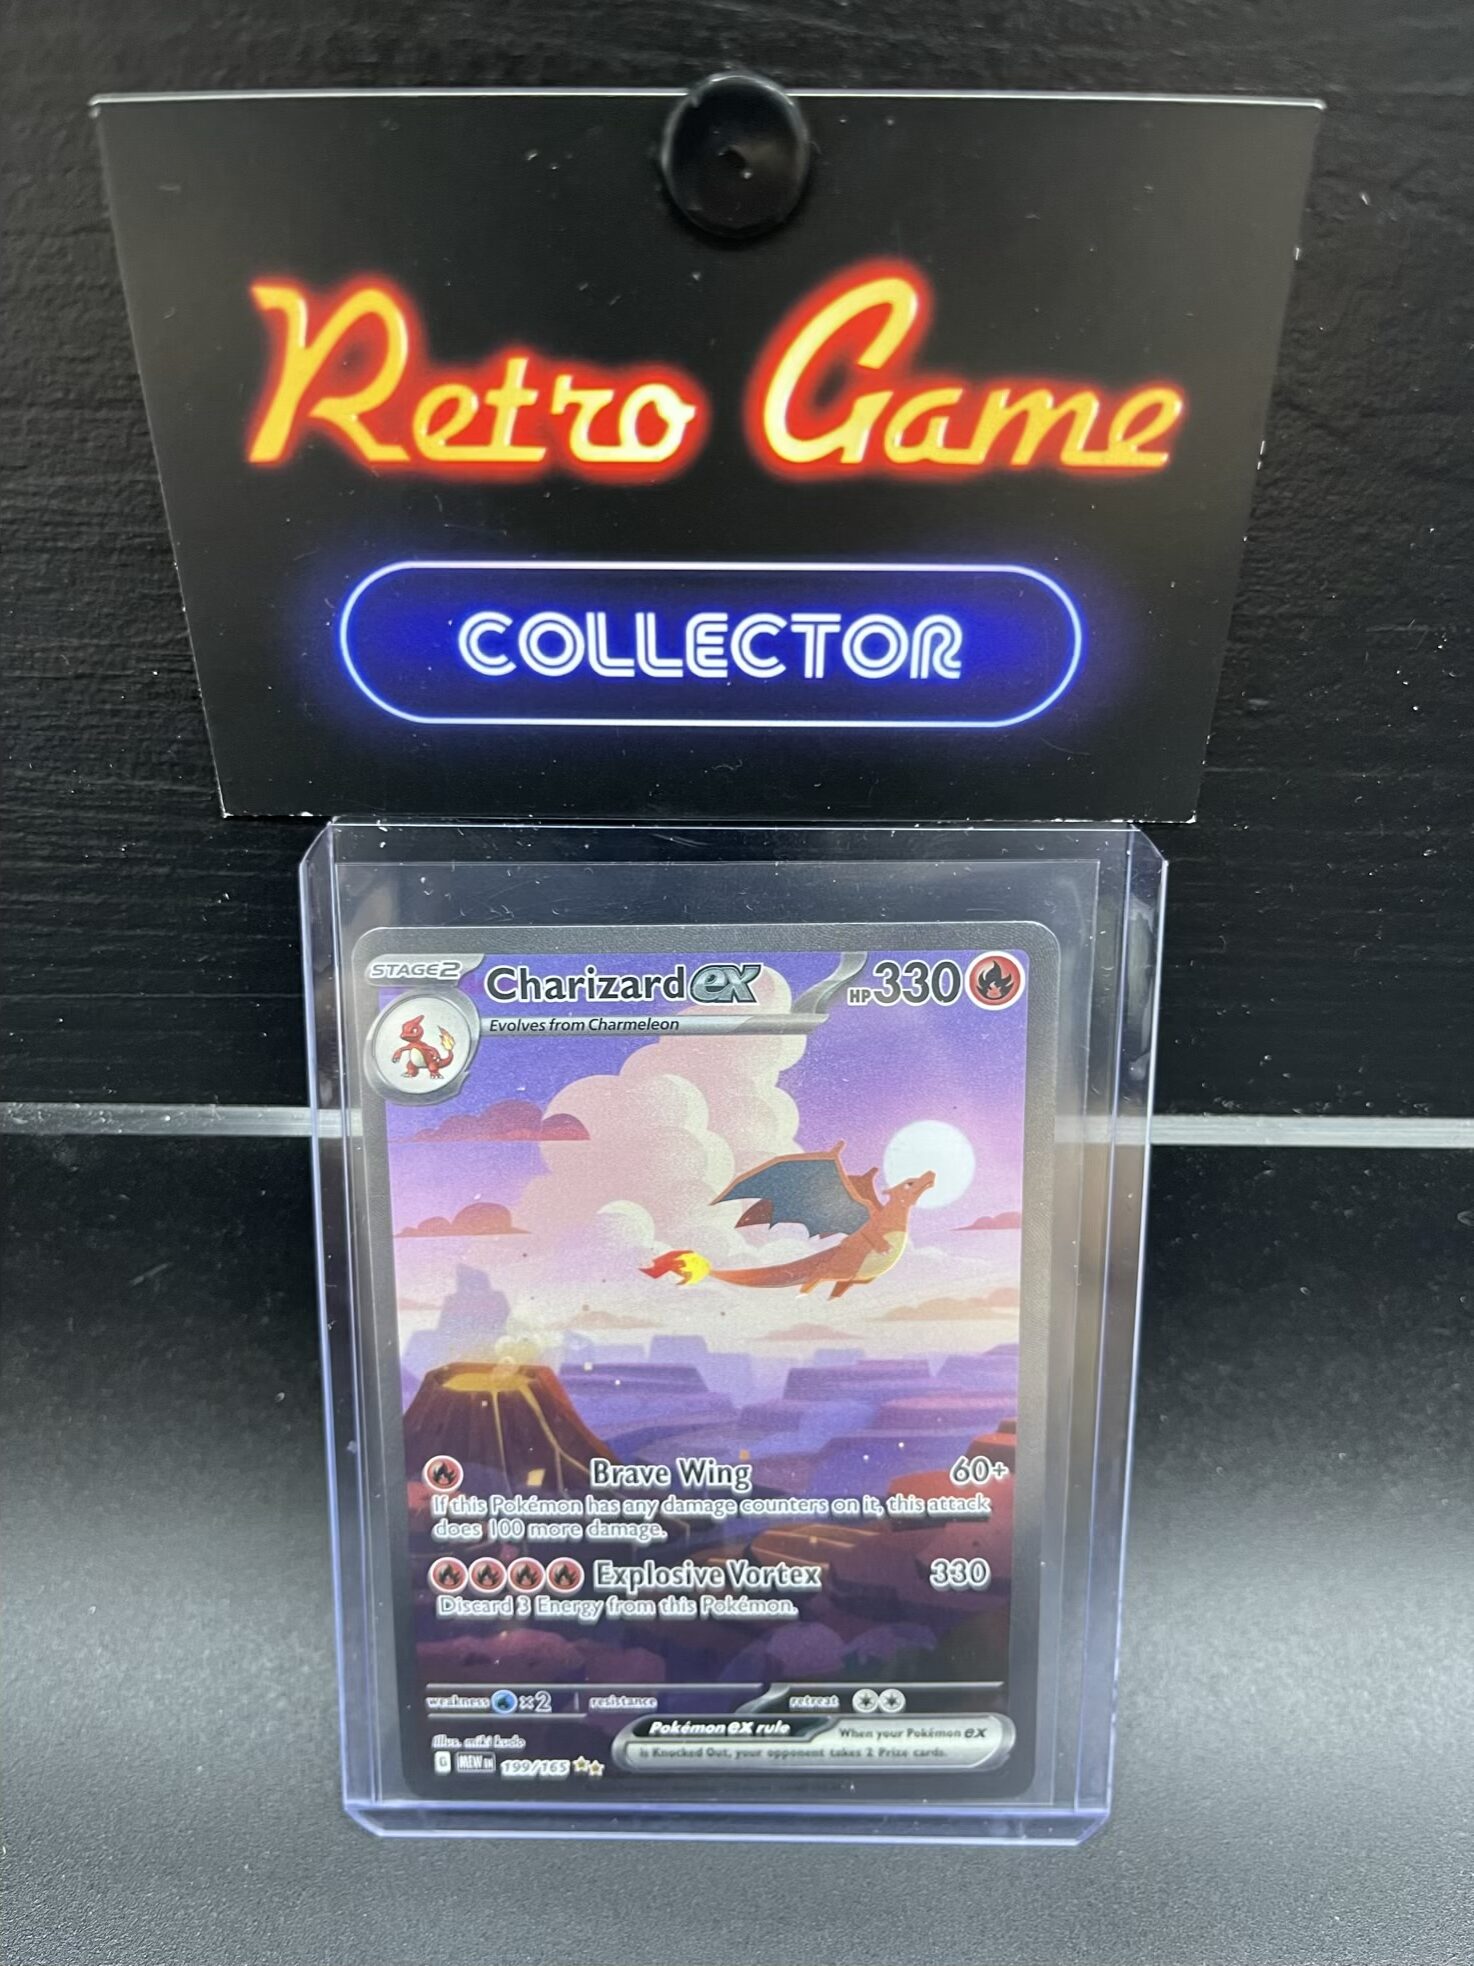 Retro Game
COLLECTOR
STAGE2 Charizard ex HP 330
Evolves from Charmeleon
Brave Wing 60+
If this Pokémon has any damage counters on it, this attack
does 100 more damage.
Explosive Vortex 330
Discard 3 Energy from this Pokémon.
weakness ×2 resistance retreat
Illus. miki kudo
Pokémon ex rule When your Pokémon ex
is Knocked Out, your opponent takes 2 Prize cards.
G MEW EN 199/165